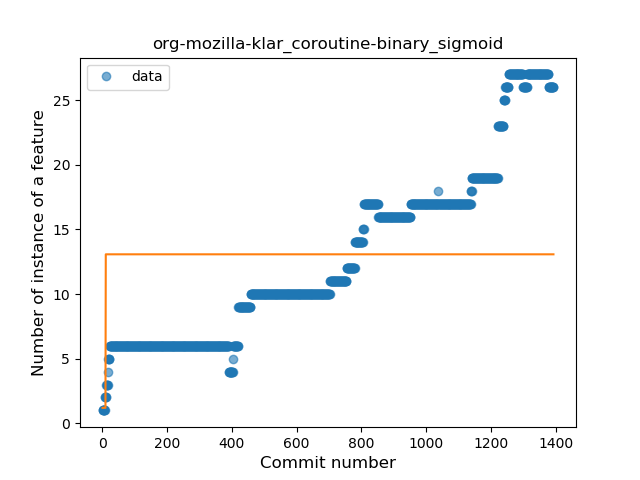 org-mozilla-klar_coroutine-binary_sigmoid
data
Number of instance of a feature
25
20
15
10
5
0
0 200 400 600 800 1000 1200 1400
Commit number